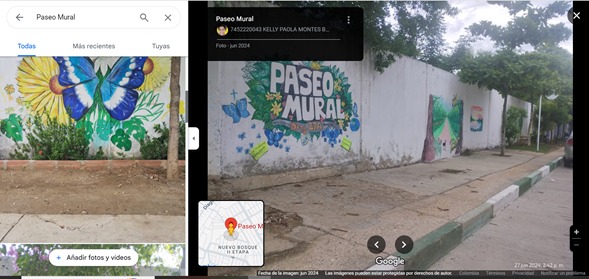 Paseo Mural
Todas
Más recientes
Tuyas
Añadir fotos y videos
Paseo Mural
7452220043 KELLY PAOLA MONTES B...
Foto - jun 2024
PASEO
MURAL
Paseo M
NUEVO BOSQUE
II ETAPA
Google
27 jun 2024, 2:42 p. m.
Fecha de la imagen: jun 2024 Las imágenes pueden estar protegidas por derechos de autor. Colombia Términos Privacidad Notificar un problema